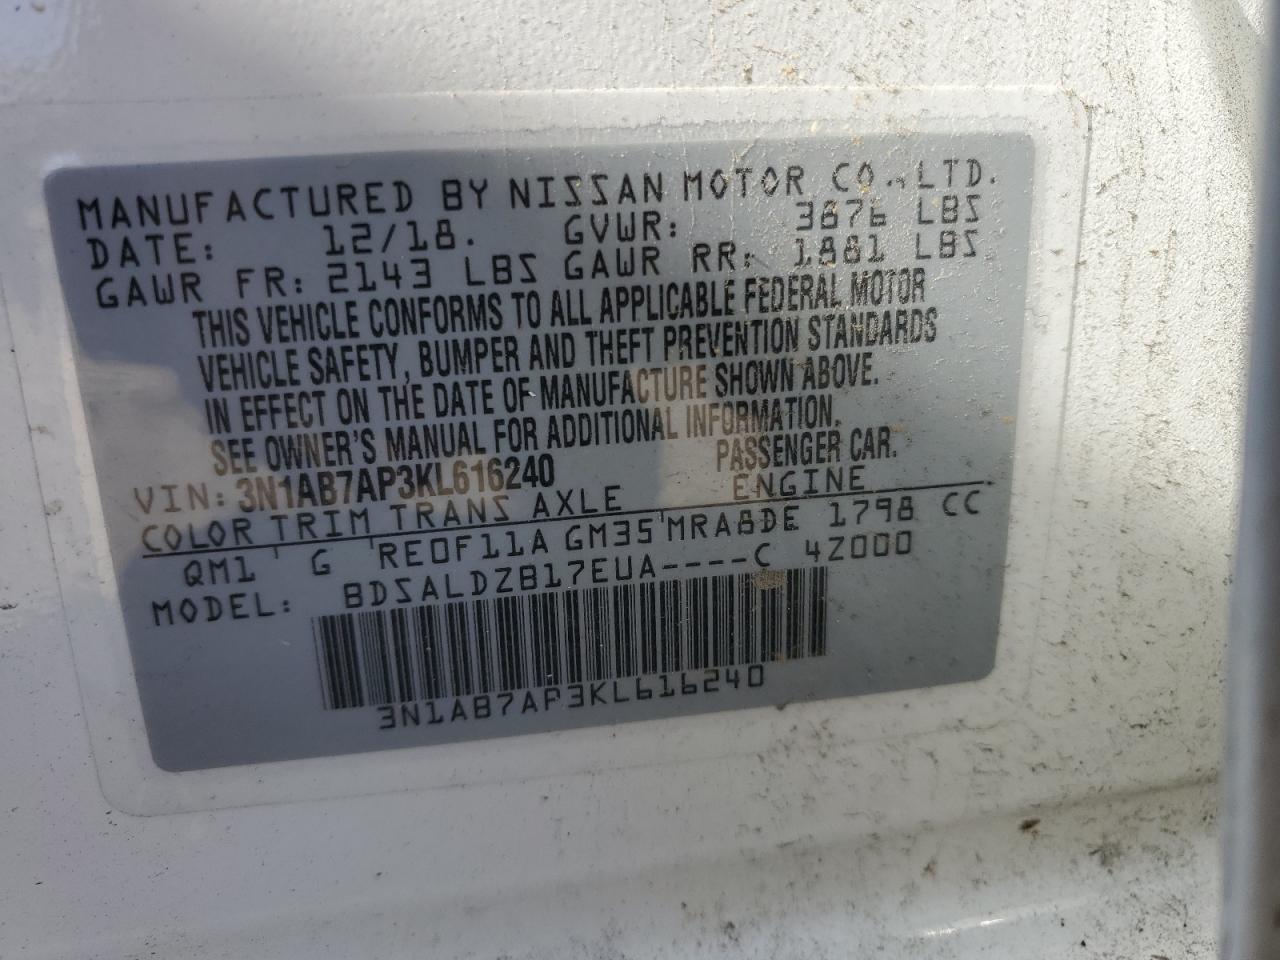 MANUFACTURED BY NISSAN MOTOR CO., LTD.
DATE: 12/18. GVWR: 3876 LBS
GAWR FR: 2143 LBS GAWR RR: 1881 LBS
THIS VEHICLE CONFORMS TO ALL APPLICABLE FEDERAL MOTOR
VEHICLE SAFETY, BUMPER AND THEFT PREVENTION STANDARDS
IN EFFECT ON THE DATE OF MANUFACTURE SHOWN ABOVE.
SEE OWNER'S MANUAL FOR ADDITIONAL INFORMATION.
VIN: 3N1AB7AP3KL616240 PASSENGER CAR.
COLOR TRIM TRANS AXLE ENGINE
QM1 G RE0F11A GM35 MRA8DE 1798 CC
MODEL: BDSALDZB17EUA----C 4Z000
3N1AB7AP3KL616240